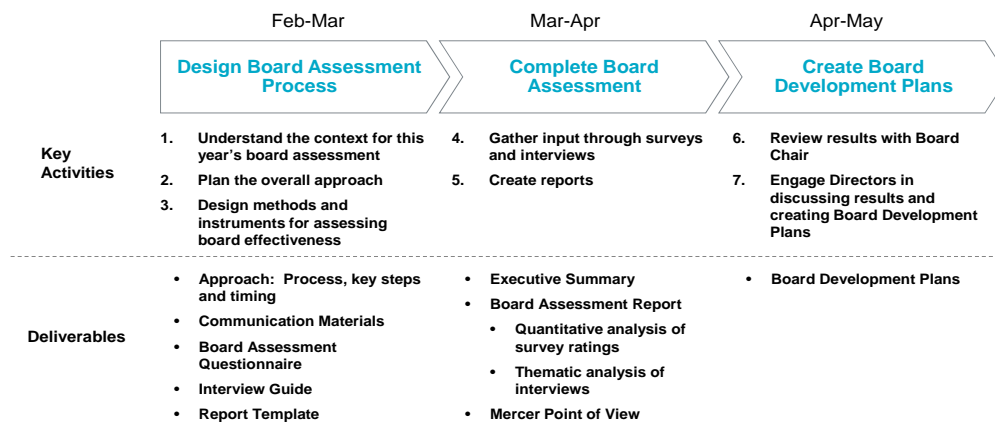 Feb-Mar
Mar-Apr
Apr-May
Design Board Assessment
Process
Complete Board
Assessment
Create Board
Development Plans
Key
Activities
1. Understand the context for this
year's board assessment
2. Plan the overall approach
3. Design methods and
instruments for assessing
board effectiveness
4. Gather input through surveys
and interviews
5. Create reports
6. Review results with Board
Chair
7. Engage Directors in
discussing results and
creating Board Development
Plans
Deliverables
• Approach: Process, key steps
and timing
• Communication Materials
• Board Assessment
Questionnaire
• Interview Guide
• Report Template
• Executive Summary
• Board Assessment Report
• Quantitative analysis of
survey ratings
• Thematic analysis of
interviews
• Mercer Point of View
• Board Development Plans